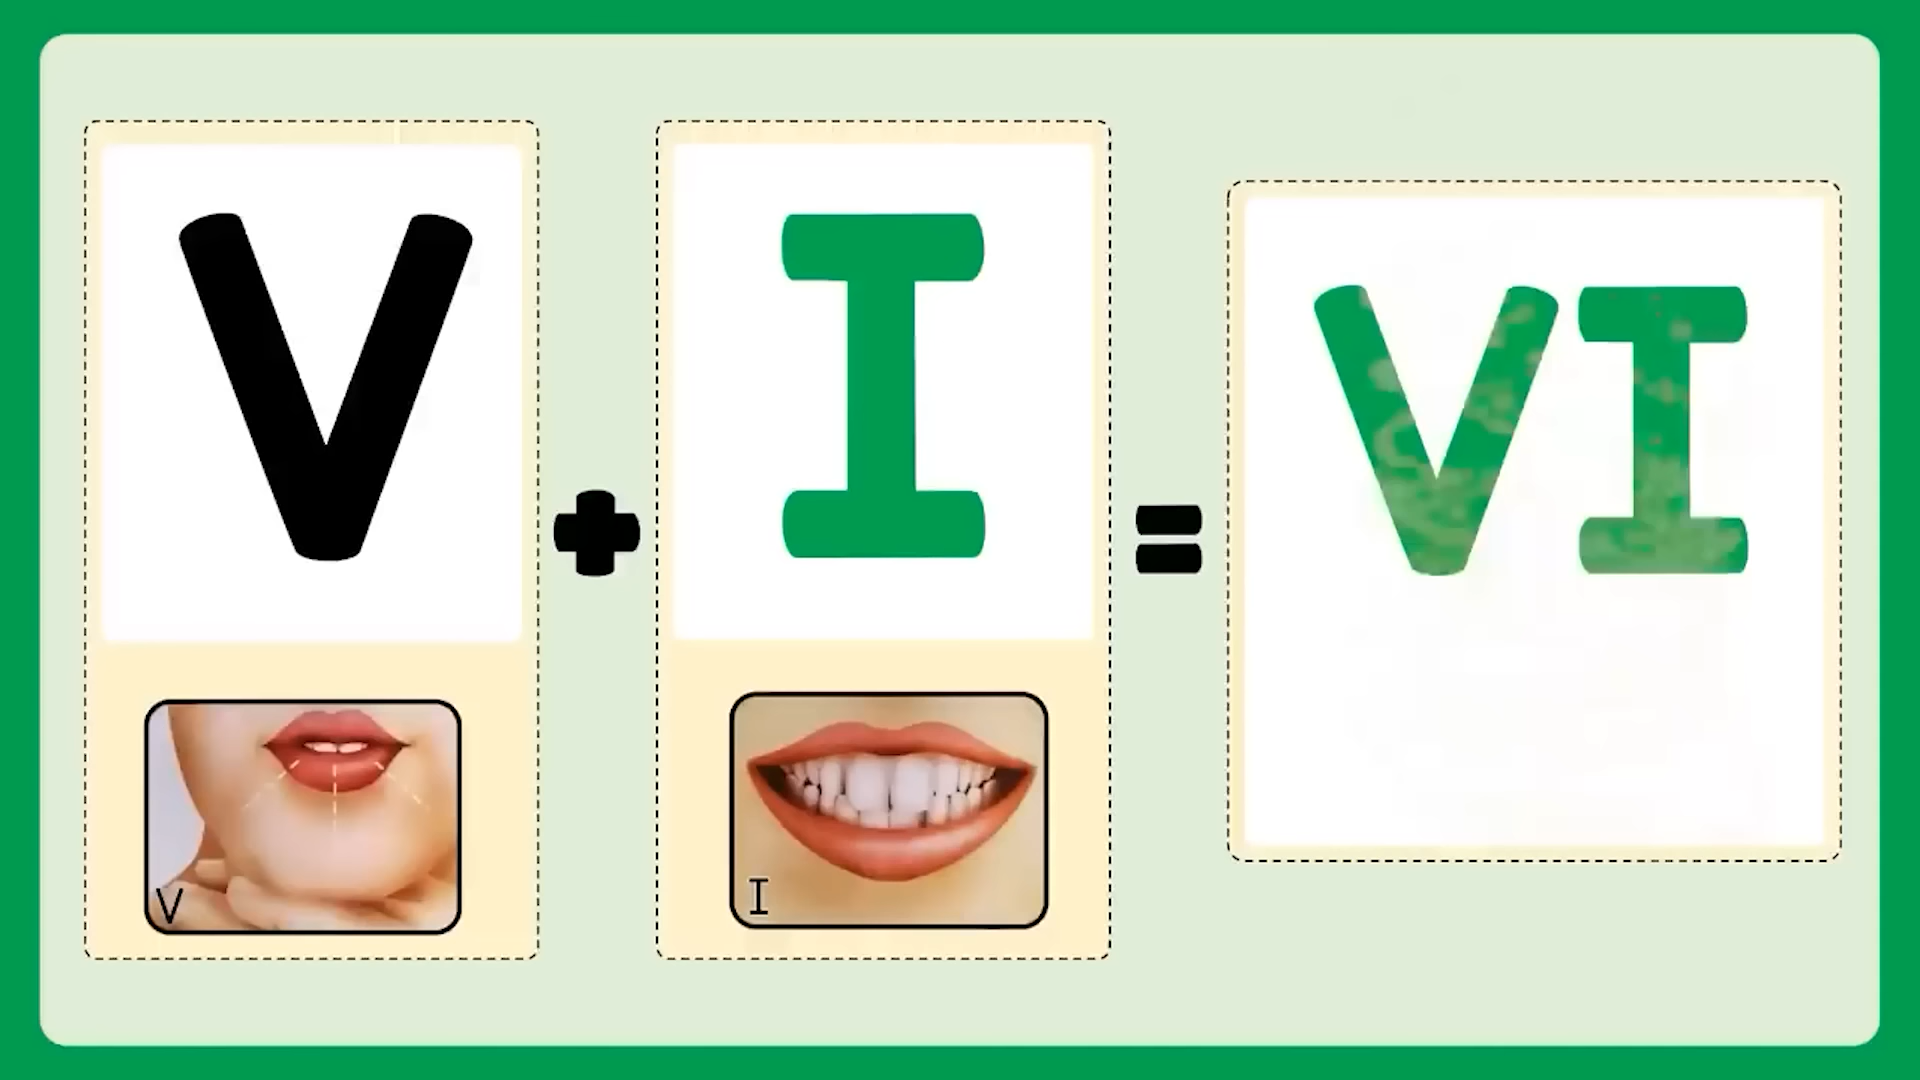 V + I = VI
V
I